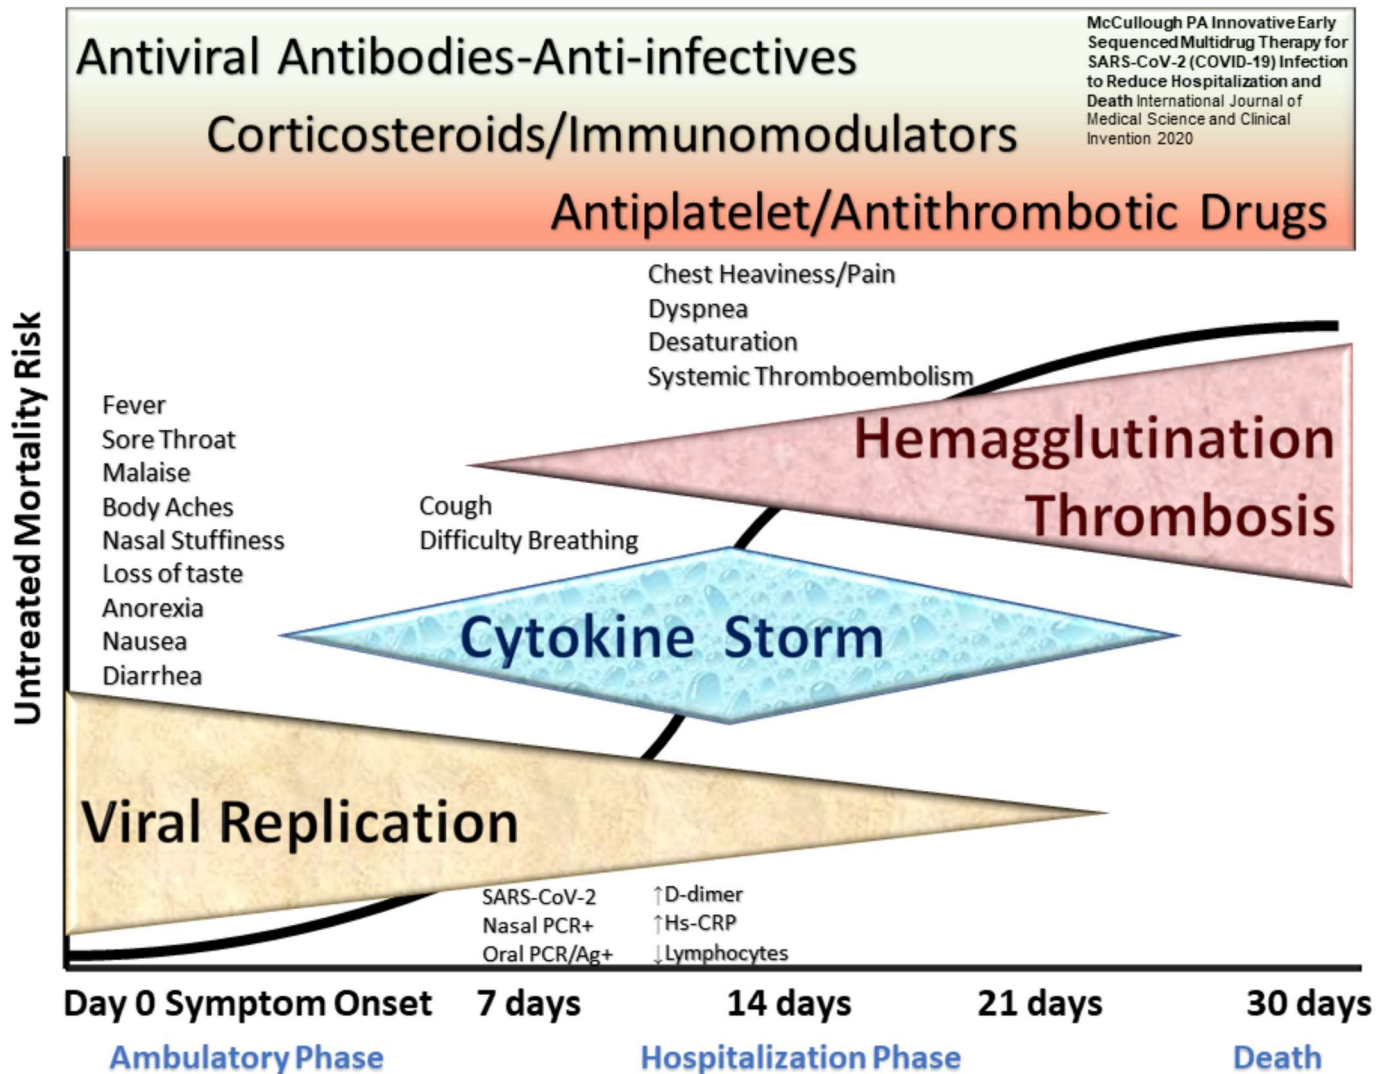 Antiviral Antibodies-Anti-infectives
Corticosteroids/Immunomodulators
Antiplatelet/Antithrombotic Drugs
McCullough PA Innovative Early
Sequenced Multidrug Therapy for
SARS-CoV-2 (COVID-19) Infection
to Reduce Hospitalization and
Death International Journal of
Medical Science and Clinical
Invention 2020
Untreated Mortality Risk
Chest Heaviness/Pain
Dyspnea
Desaturation
Systemic Thromboembolism
Fever
Sore Throat
Malaise
Body Aches
Nasal Stuffiness
Loss of taste
Anorexia
Nausea
Diarrhea
Cough
Difficulty Breathing
Hemagglutination
Thrombosis
Cytokine Storm
Viral Replication
SARS-CoV-2
Nasal PCR+
Oral PCR/Ag+
↑D-dimer
↑Hs-CRP
↓Lymphocytes
Day 0 Symptom Onset 7 days 14 days 21 days 30 days
Ambulatory Phase Hospitalization Phase Death